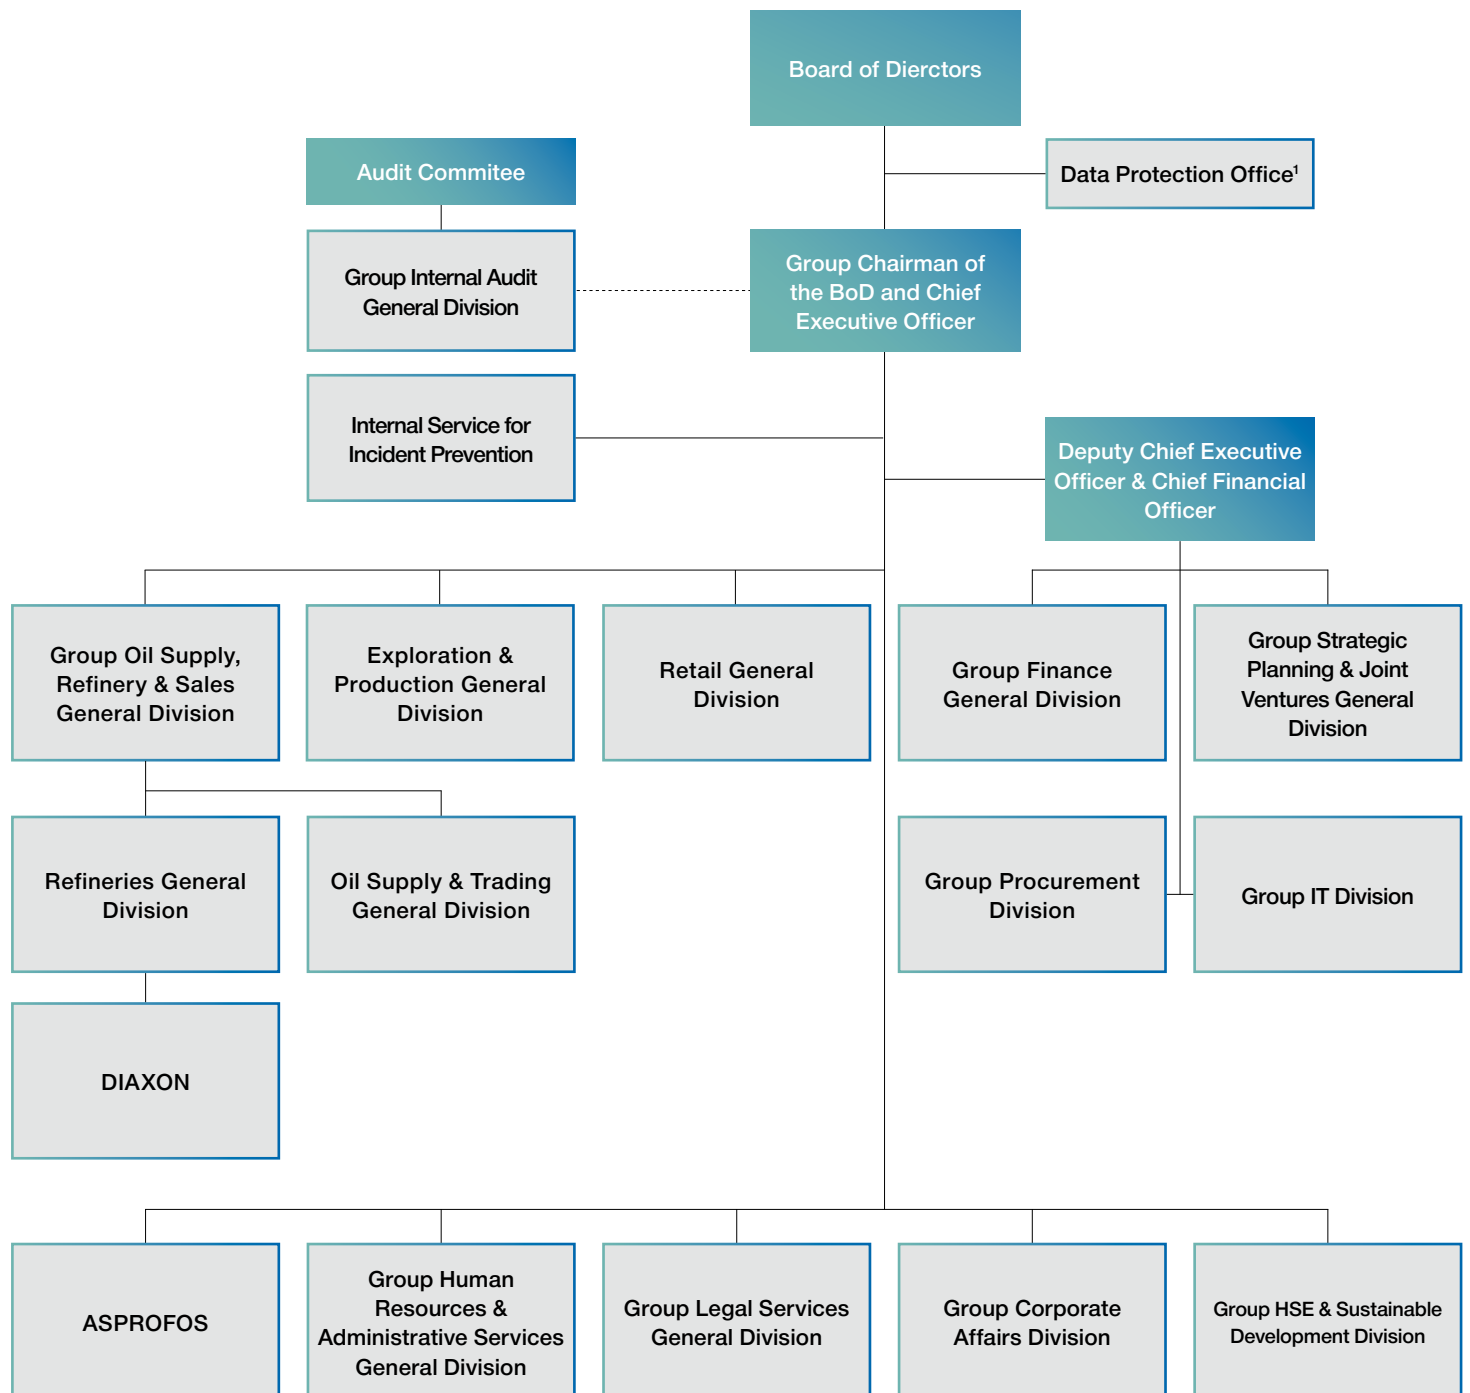 Board of Dierctors
Audit Commitee
Data Protection Office¹
Group Internal Audit
General Division
Group Chairman of
the BoD and Chief
Executive Officer
Internal Service for
Incident Prevention
Deputy Chief Executive
Officer & Chief Financial
Officer
Group Oil Supply,
Refinery & Sales
General Division
Exploration &
Production General
Division
Retail General
Division
Group Finance
General Division
Group Strategic
Planning & Joint
Ventures General
Division
Refineries General
Division
Oil Supply & Trading
General Division
Group Procurement
Division
Group IT Division
DIAXON
ASPROFOS
Group Human
Resources &
Administrative Services
General Division
Group Legal Services
General Division
Group Corporate
Affairs Division
Group HSE & Sustainable
Development Division